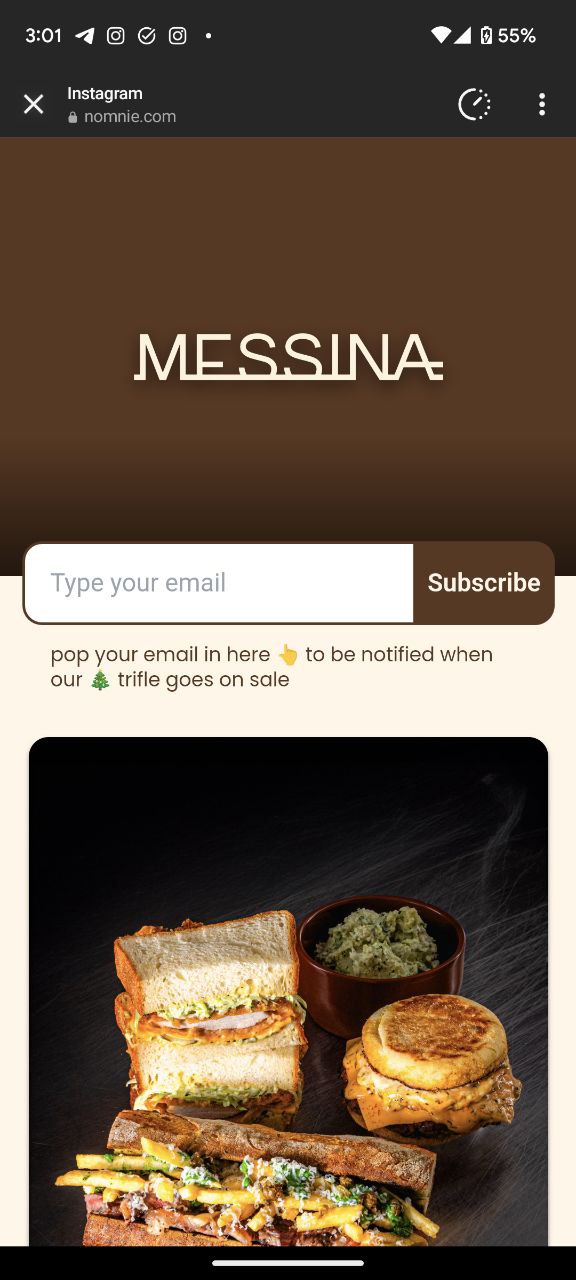 3:01
55%
Instagram
nomnie.com
MESSINA
Type your email
Subscribe
pop your email in here 👆 to be notified when
our 🎄 trifle goes on sale